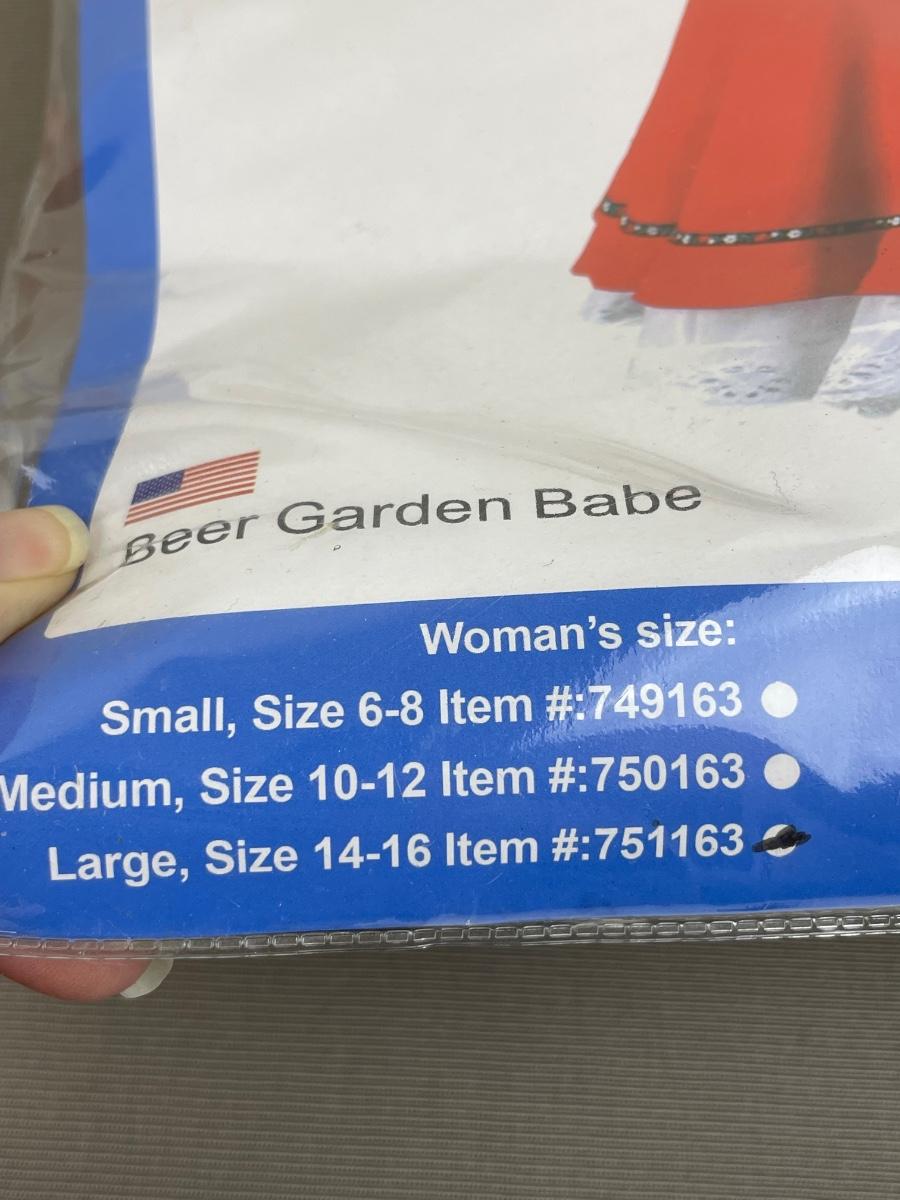 Beer Garden Babe
Woman's size:
Small, Size 6-8 Item #:749163
Medium, Size 10-12 Item #:750163
Large, Size 14-16 Item #:751163